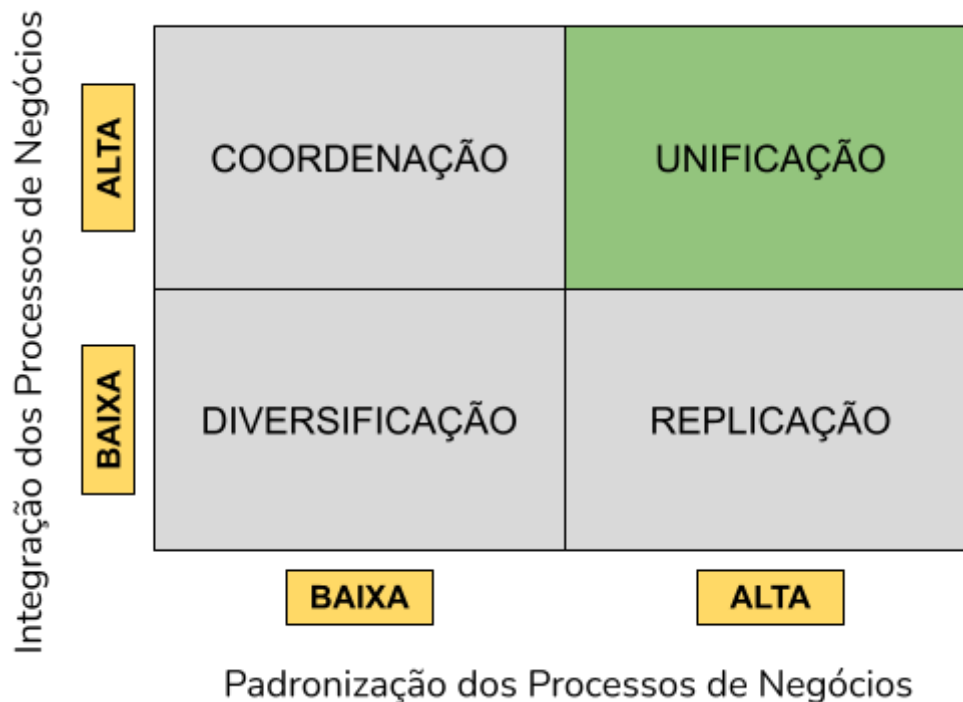 Integração dos Processos de Negócios
ALTA
COORDENAÇÃO
UNIFICAÇÃO
BAIXA
DIVERSIFICAÇÃO
REPLICAÇÃO
BAIXA
ALTA
Padronização dos Processos de Negócios